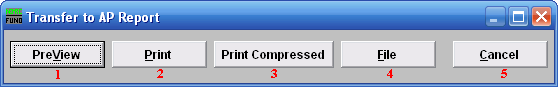 FUND Transfer to AP Report
PreView Print Print Compressed File Cancel
1 2 3 4 5